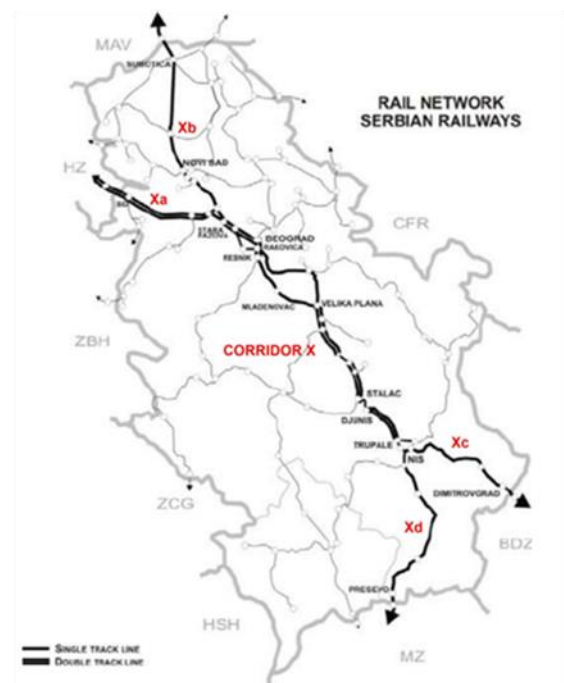 MAV
SUBOTICA
RAIL NETWORK
SERBIAN RAILWAYS
Xb
NOVI SAD
HZ
Xa
STARA
PAZOVA
CFR
BEOGRAD
RAKOVICA
RESNIK
MLADENOVAC
VELIKA PLANA
ZBH
CORRIDOR X
STALAC
DJUNIS
TRUPALE
Xc
NIS
DIMITROVGRAD
ZCG
Xd
BDZ
PRESEVO
HSH
MZ
SINGLE TRACK LINE
DOUBLE TRACK LINE